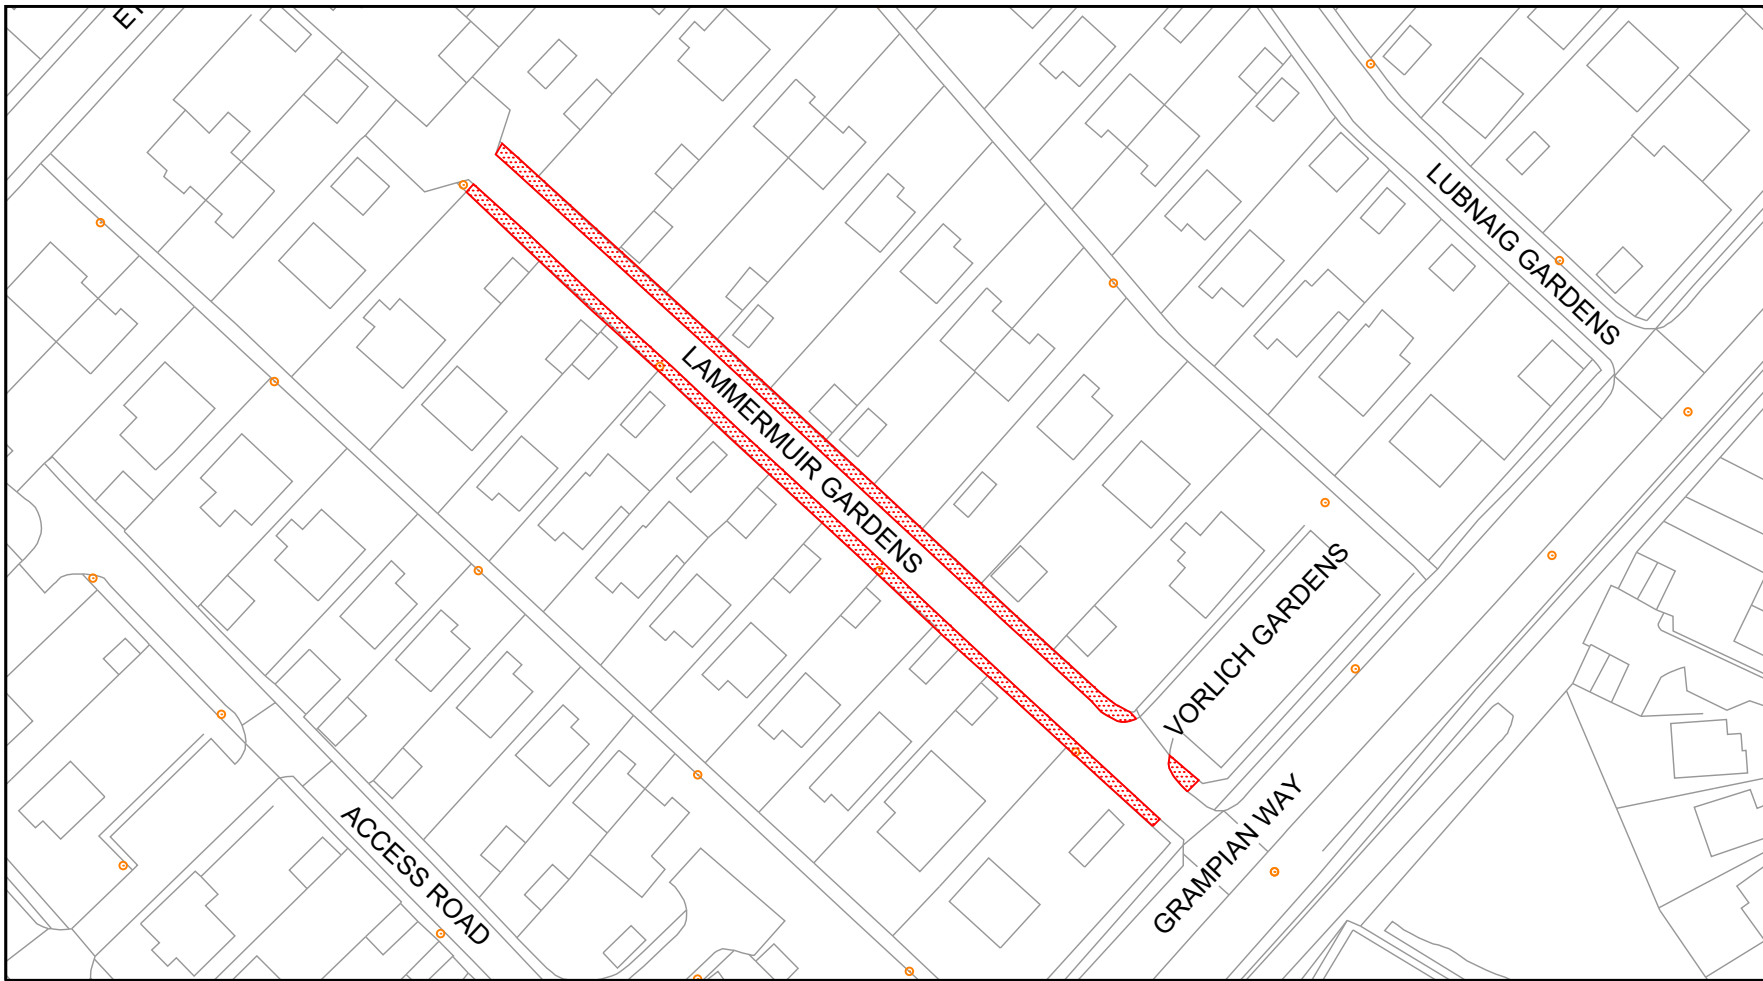 LUBNAIG GARDENS
LAMMERMUIR GARDENS
VORLICH GARDENS
GRAMPIAN WAY
ACCESS ROAD